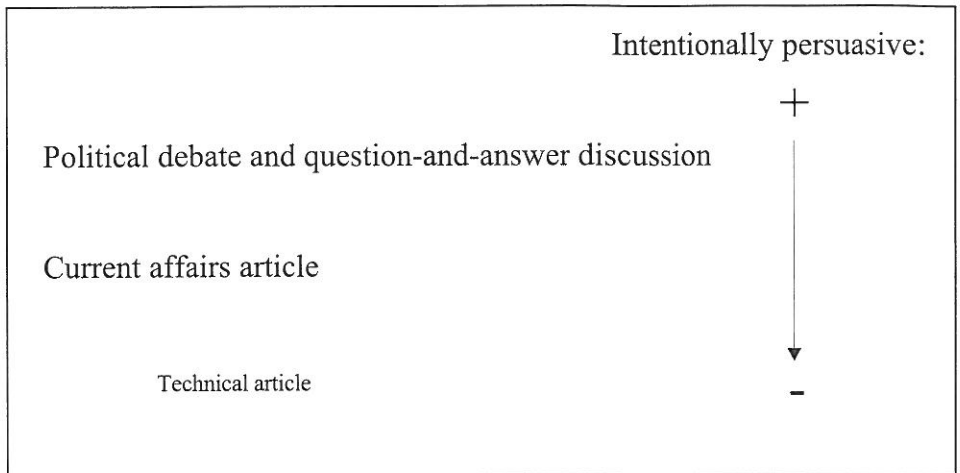 Intentionally persuasive:
+
Political debate and question-and-answer discussion
Current affairs article
Technical article
-